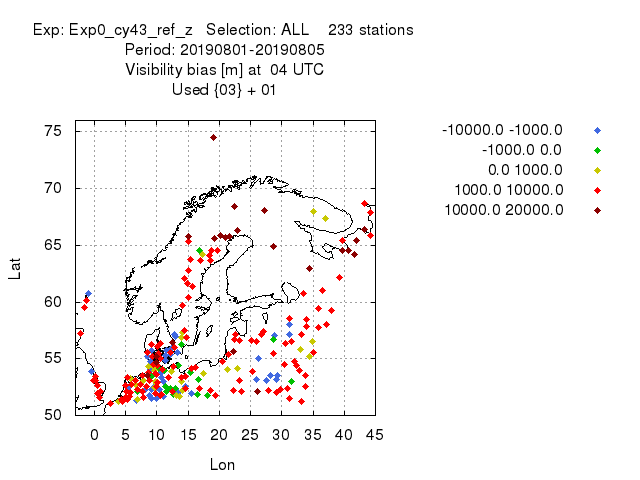 Exp: Exp0_cy43_ref_z   Selection: ALL    233 stations
Period: 20190801-20190805
Visibility bias [m] at  04 UTC
Used {03} + 01
-10000.0 -1000.0
-1000.0 0.0
0.0 1000.0
1000.0 10000.0
10000.0 20000.0
75
70
65
60
55
50
Lat
0 5 10 15 20 25 30 35 40 45
Lon